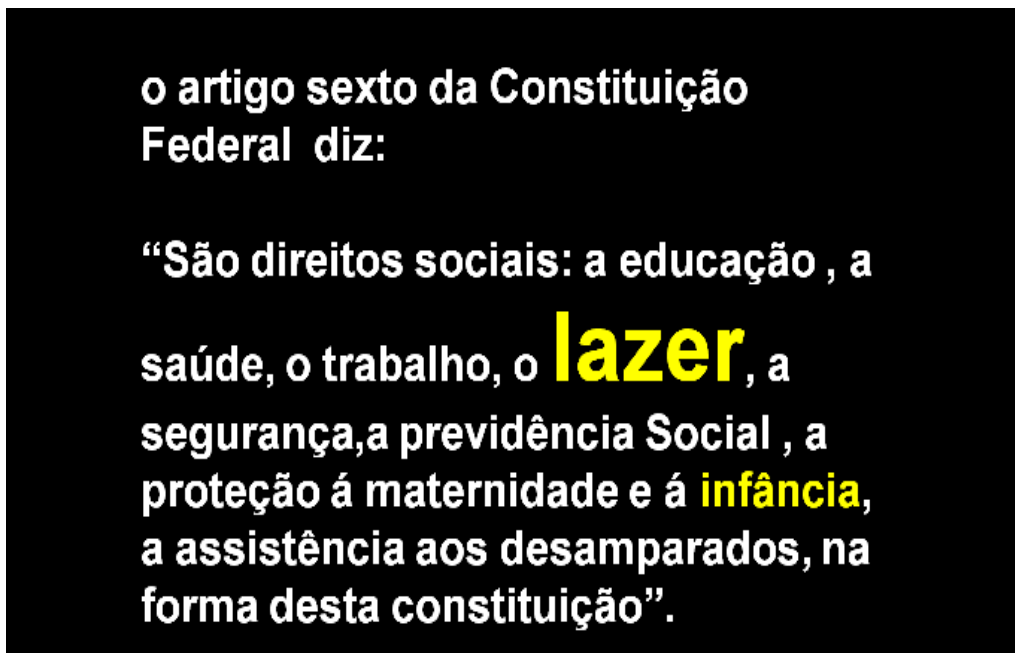 o artigo sexto da Constituição
Federal  diz:
“São direitos sociais: a educação , a
saúde, o trabalho, o lazer, a
segurança,a previdência Social , a
proteção á maternidade e á infância,
a assistência aos desamparados, na
forma desta constituição”.